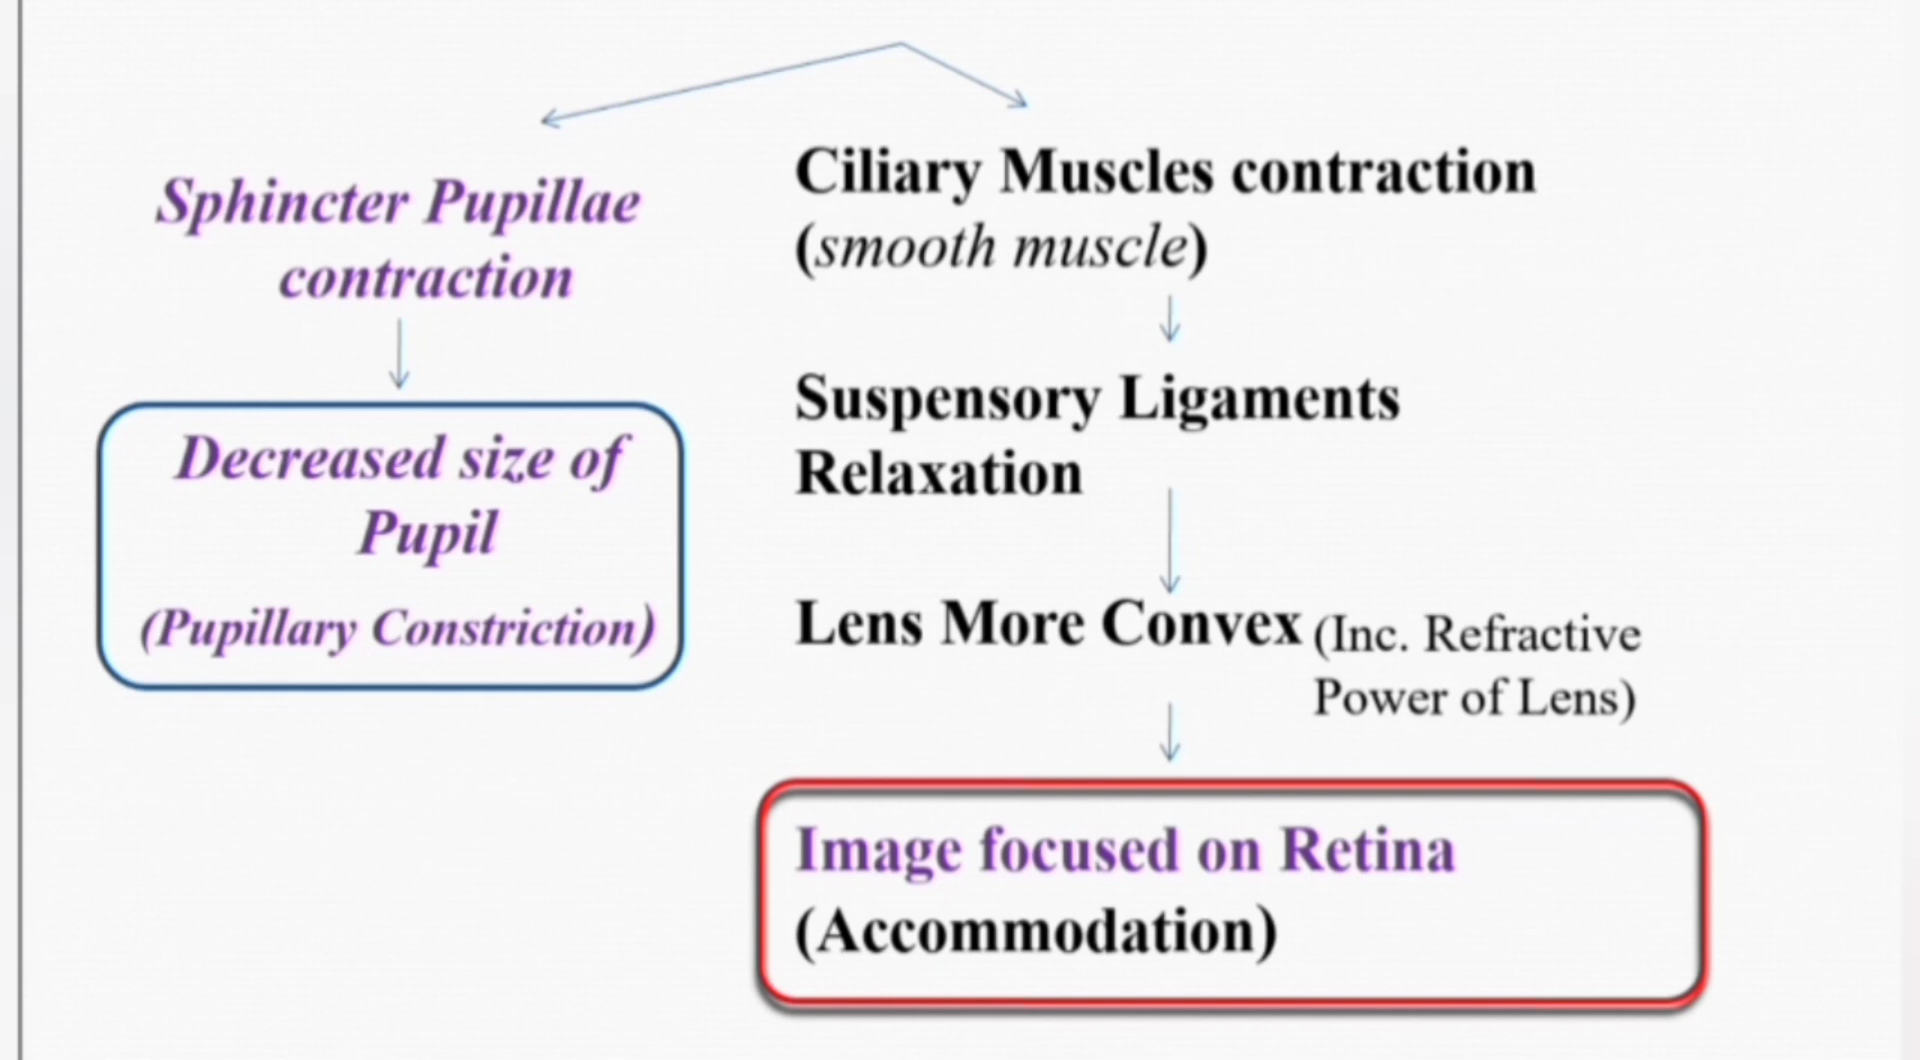 Sphincter Pupillae
contraction
Decreased size of
Pupil
(Pupillary Constriction)
Ciliary Muscles contraction
(smooth muscle)
Suspensory Ligaments
Relaxation
Lens More Convex (Inc. Refractive
Power of Lens)
Image focused on Retina
(Accommodation)